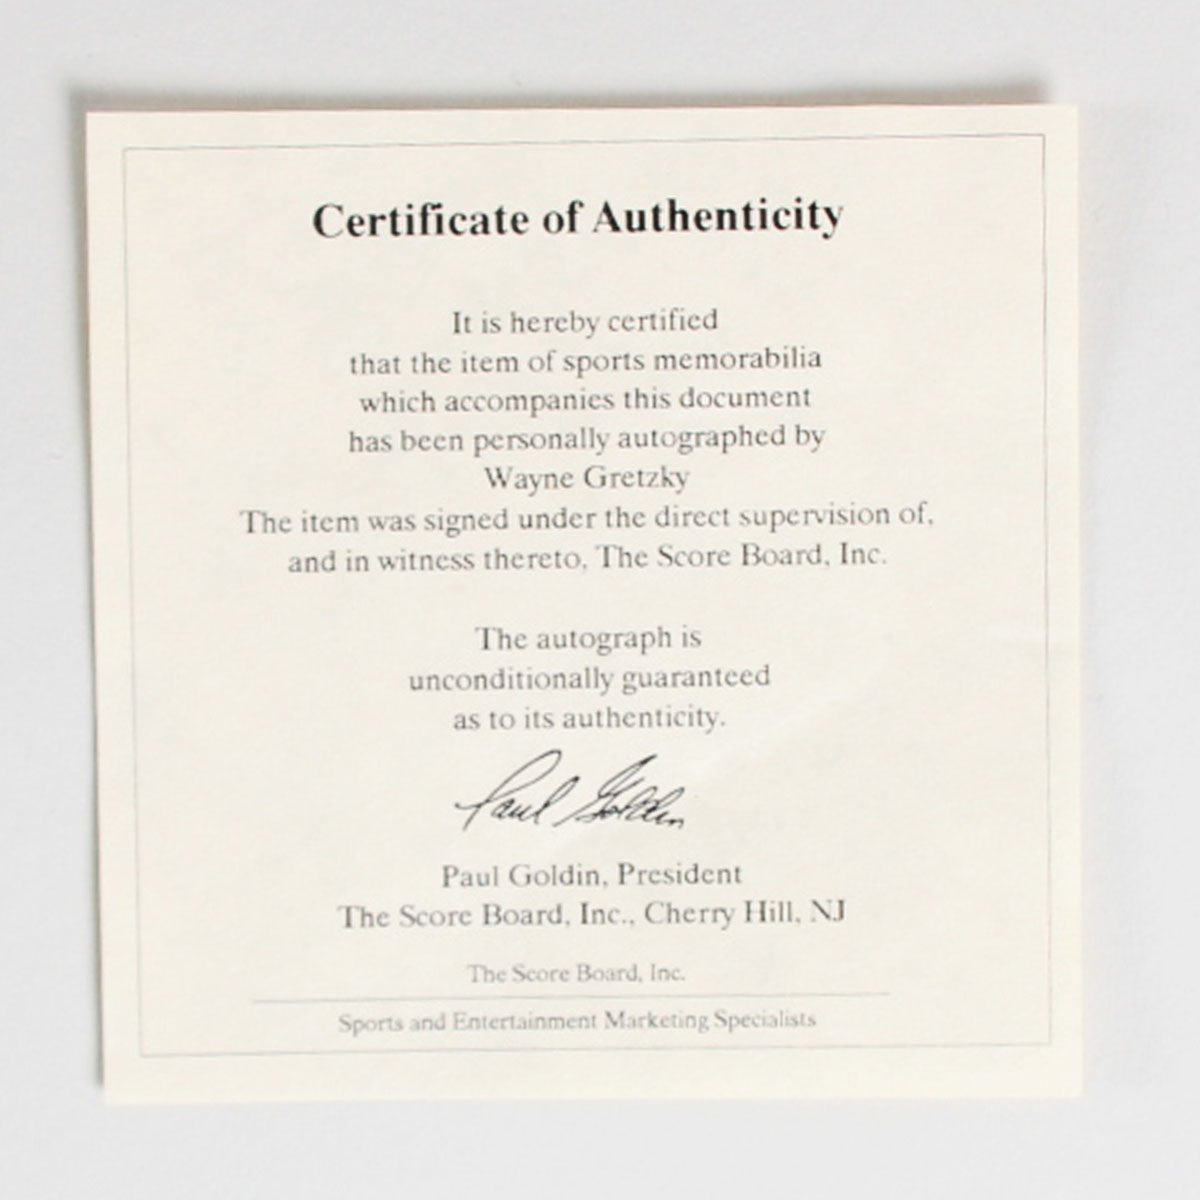 Certificate of Authenticity
It is hereby certified
that the item of sports memorabilia
which accompanies this document
has been personally autographed by
Wayne Gretzky
The item was signed under the direct supervision of,
and in witness thereto, The Score Board, Inc.
The autograph is
unconditionally guaranteed
as to its authenticity.
Paul Goldin
Paul Goldin, President
The Score Board, Inc., Cherry Hill, NJ
The Score Board, Inc.
Sports and Entertainment Marketing Specialists